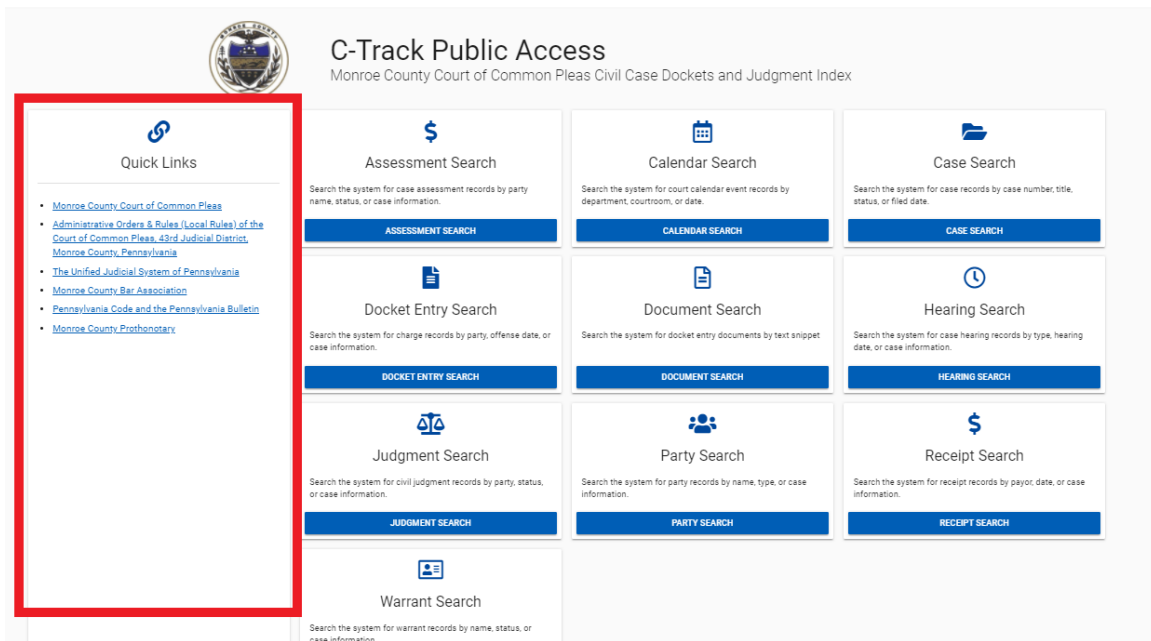 C-Track Public Access
Monroe County Court of Common Pleas Civil Case Dockets and Judgment Index
Quick Links
Monroe County Court of Common Pleas
Administrative Orders & Rules (Local Rules) of the
Court of Common Pleas, 43rd Judicial District,
Monroe County, Pennsylvania
The Unified Judicial System of Pennsylvania
Monroe County Bar Association
Pennsylvania Code and the Pennsylvania Bulletin
Monroe County Prothonotary
Assessment Search
Search the system for case assessment records by party
name, status, or case information.
ASSESSMENT SEARCH
Calendar Search
Search the system for court calendar event records by
department, courtroom, or date.
CALENDAR SEARCH
Case Search
Search the system for case records by case number, title,
status, or filed date.
CASE SEARCH
Docket Entry Search
Search the system for charge records by party, offense date, or
case information.
DOCKET ENTRY SEARCH
Document Search
Search the system for docket entry documents by text snippet
DOCUMENT SEARCH
Hearing Search
Search the system for case hearing records by type, hearing
date, or case information.
HEARING SEARCH
Judgment Search
Search the system for civil judgment records by party, status,
or case information.
JUDGMENT SEARCH
Party Search
Search the system for party records by name, type, or case
information.
PARTY SEARCH
Receipt Search
Search the system for receipt records by payor, date, or case
information.
RECEIPT SEARCH
Warrant Search
Search the system for warrant records by name, status, or
case information.